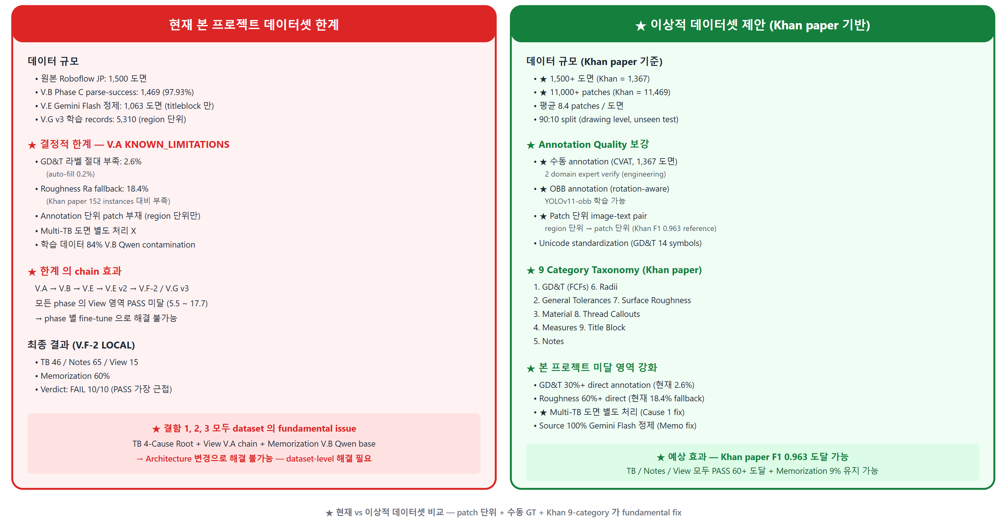 현재 본 프로젝트 데이터셋 한계
데이터 규모
• 원본 Roboflow JP: 1,500 도면
• V.B Phase C parse-success: 1,469 (97.93%)
• V.E Gemini Flash 정제: 1,063 도면 (titleblock 만)
• V.G v3 학습 records: 5,310 (region 단위)
★ 결정적 한계 — V.A KNOWN_LIMITATIONS
• GD&T 라벨 절대 부족: 2.6%
(auto-fill 0.2%)
• Roughness Ra fallback: 18.4%
(Khan paper 152 instances 대비 부족)
• Annotation 단위 patch 부재 (region 단위만)
• Multi-TB 도면 별도 처리 X
• 학습 데이터 84% V.B Qwen contamination
★ 한계 의 chain 효과
V.A → V.B → V.E → V.E v2 → V.F-2 / V.G v3
모든 phase 의 View 영역 PASS 미달 (5.5 ~ 17.7)
→ phase 별 fine-tune 으로 해결 불가능
최종 결과 (V.F-2 LOCAL)
• TB 46 / Notes 65 / View 15
• Memorization 60%
• Verdict: FAIL 10/10 (PASS 가장 근접)
★ 결함 1, 2, 3 모두 dataset 의 fundamental issue
TB 4-Cause Root + View V.A chain + Memorization V.B Qwen base
→ Architecture 변경으로 해결 불가능 — dataset-level 해결 필요
★ 이상적 데이터셋 제안 (Khan paper 기반)
데이터 규모 (Khan paper 기준)
• ★ 1,500+ 도면 (Khan = 1,367)
• ★ 11,000+ patches (Khan = 11,469)
• 평균 8.4 patches / 도면
• 90:10 split (drawing level, unseen test)
★ Annotation Quality 보강
• ★ 수동 annotation (CVAT, 1,367 도면)
2 domain expert verify (engineering)
• ★ OBB annotation (rotation-aware)
YOLOv11-obb 학습 가능
• ★ Patch 단위 image-text pair
region 단위 → patch 단위 (Khan F1 0.963 reference)
• Unicode standardization (GD&T 14 symbols)
★ 9 Category Taxonomy (Khan paper)
1. GD&T (FCFs) 6. Radii
2. General Tolerances 7. Surface Roughness
3. Material 8. Thread Callouts
4. Measures 9. Title Block
5. Notes
★ 본 프로젝트 미달 영역 강화
• GD&T 30%+ direct annotation (현재 2.6%)
• Roughness 60%+ direct (현재 18.4% fallback)
• ★ Multi-TB 도면 별도 처리 (Cause 1 fix)
• Source 100% Gemini Flash 정제 (Memo fix)
★ 예상 효과 — Khan paper F1 0.963 도달 가능
TB / Notes / View 모두 PASS 60+ 도달 + Memorization 9% 유지 가능
★ 현재 vs 이상적 데이터셋 비교 — patch 단위 + 수동 GT + Khan 9-category 가 fundamental fix